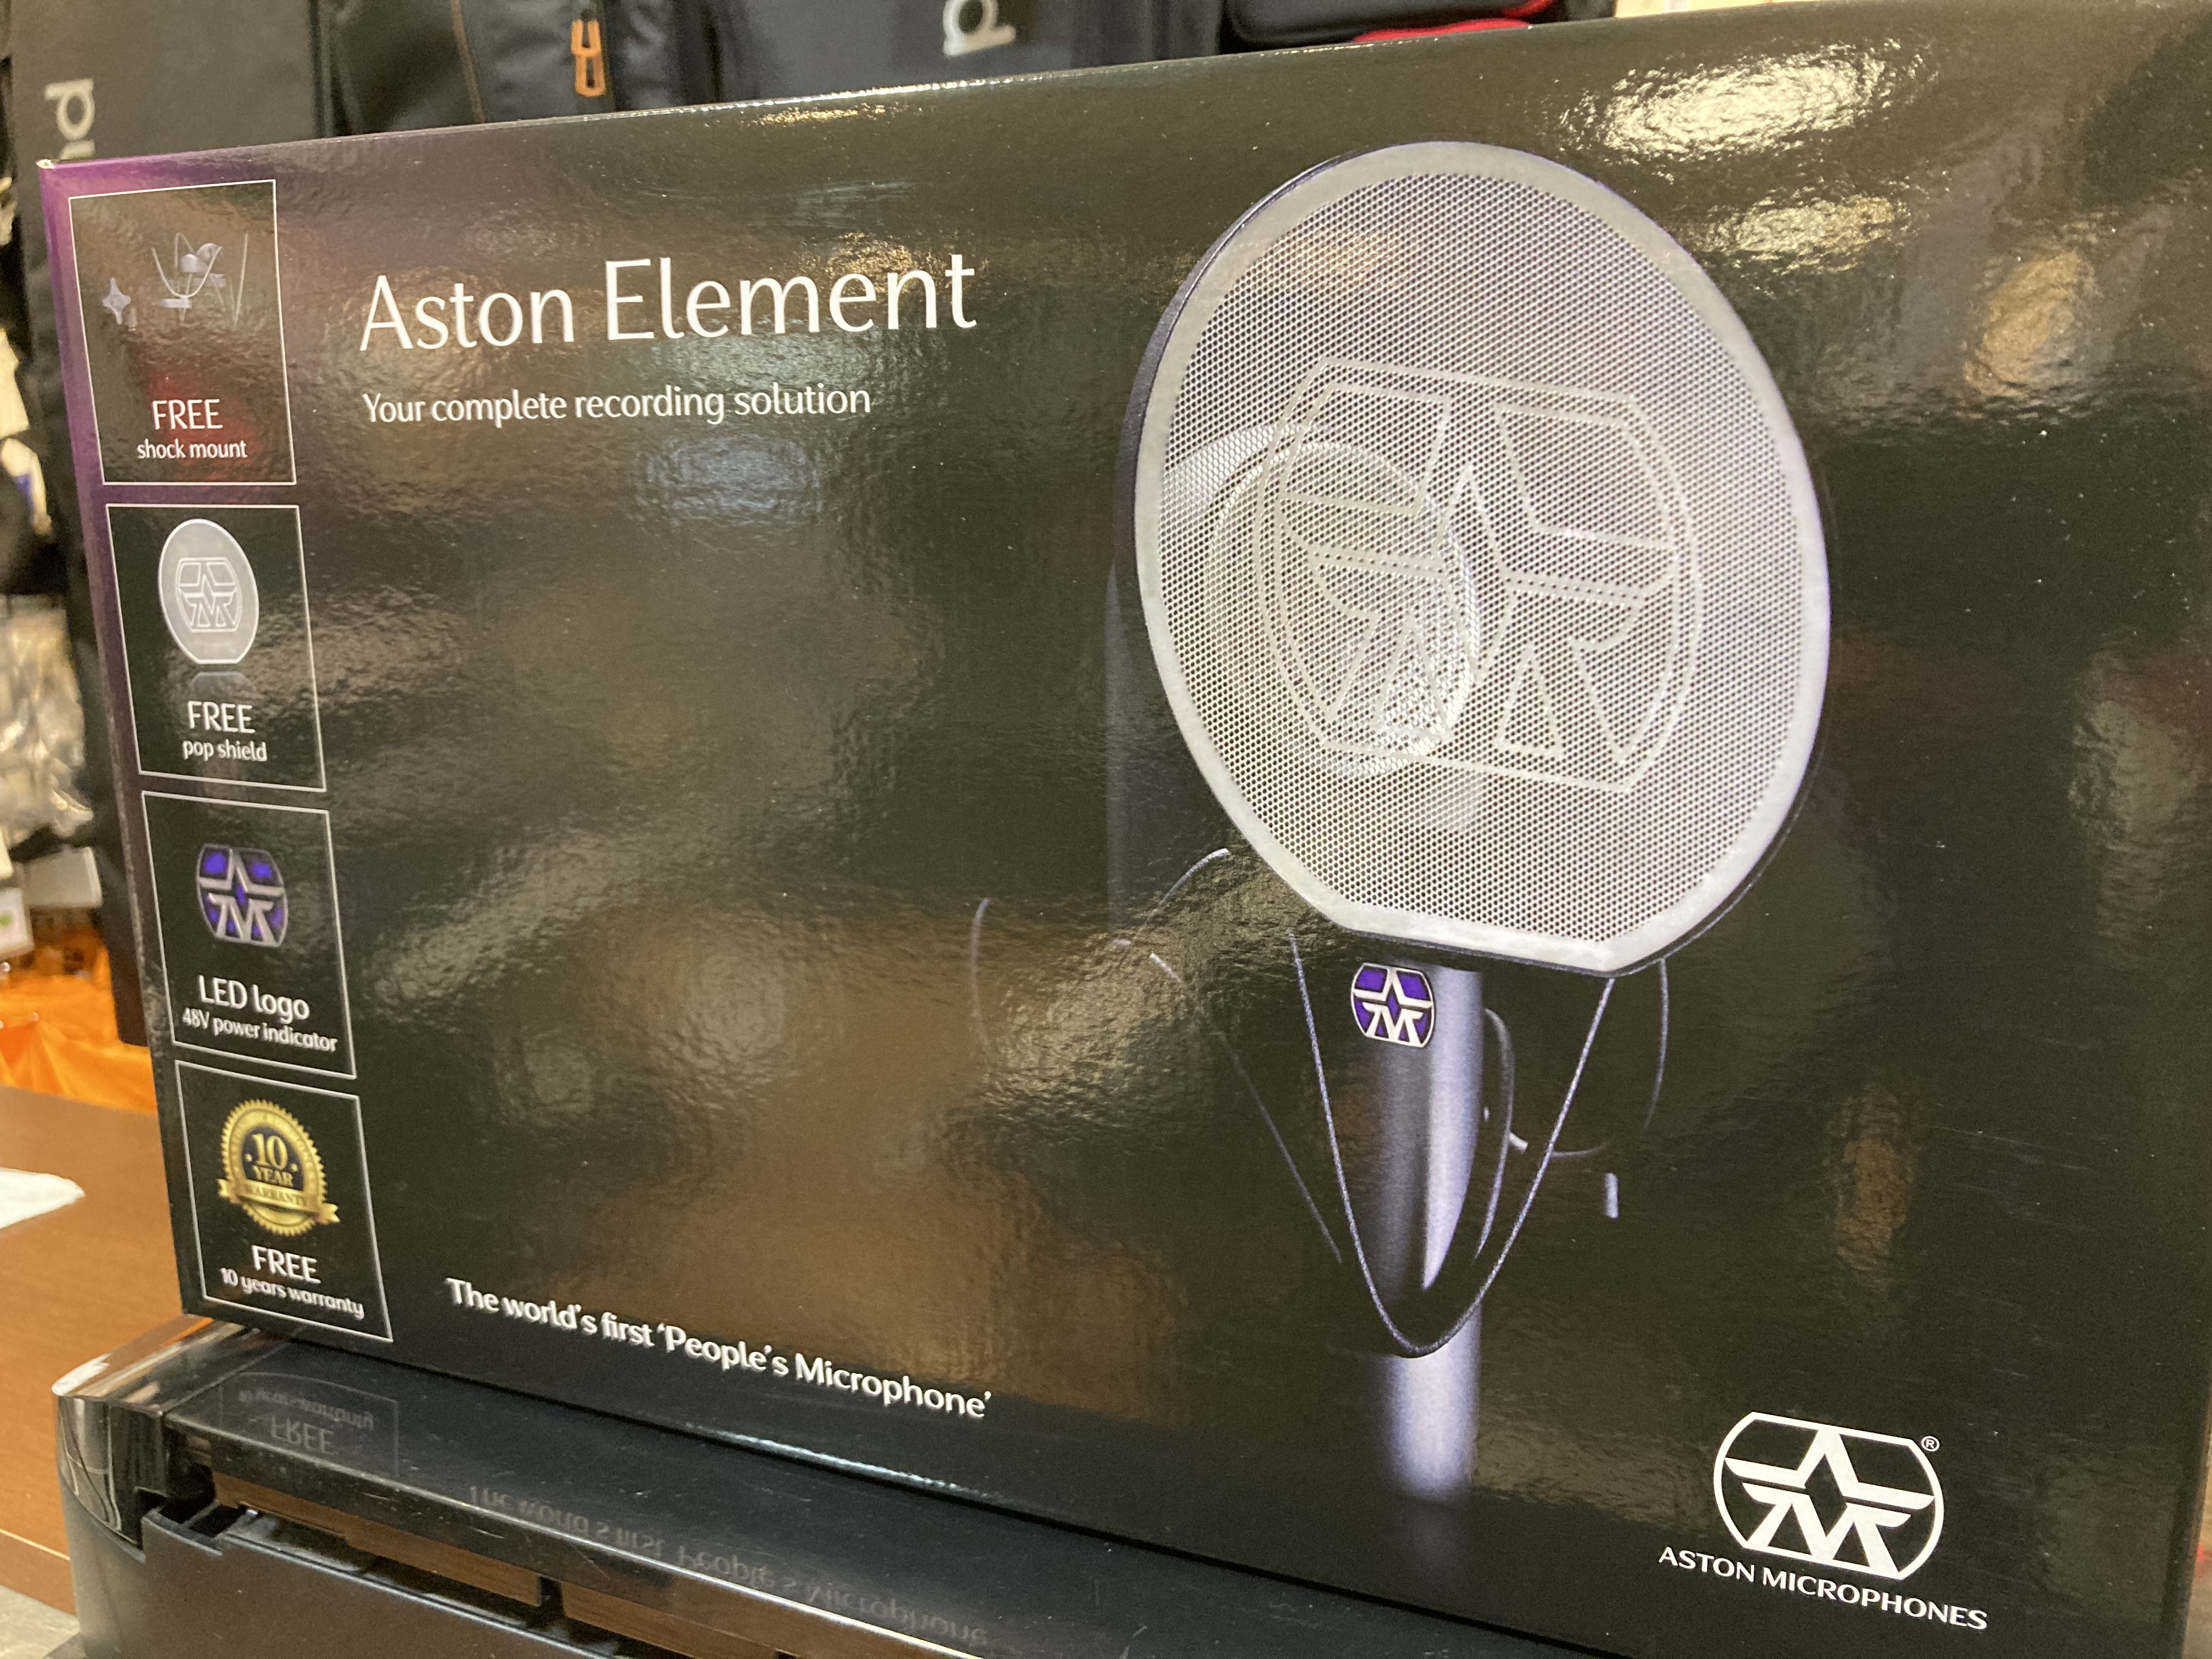 FREE
shock mount
FREE
pop shield
LED logo
48V power indicator
10
YEAR
WARRANTY
FREE
10 years warranty
Aston Element
Your complete recording solution
The world's first ‘People's Microphone’
®
ASTON MICROPHONES